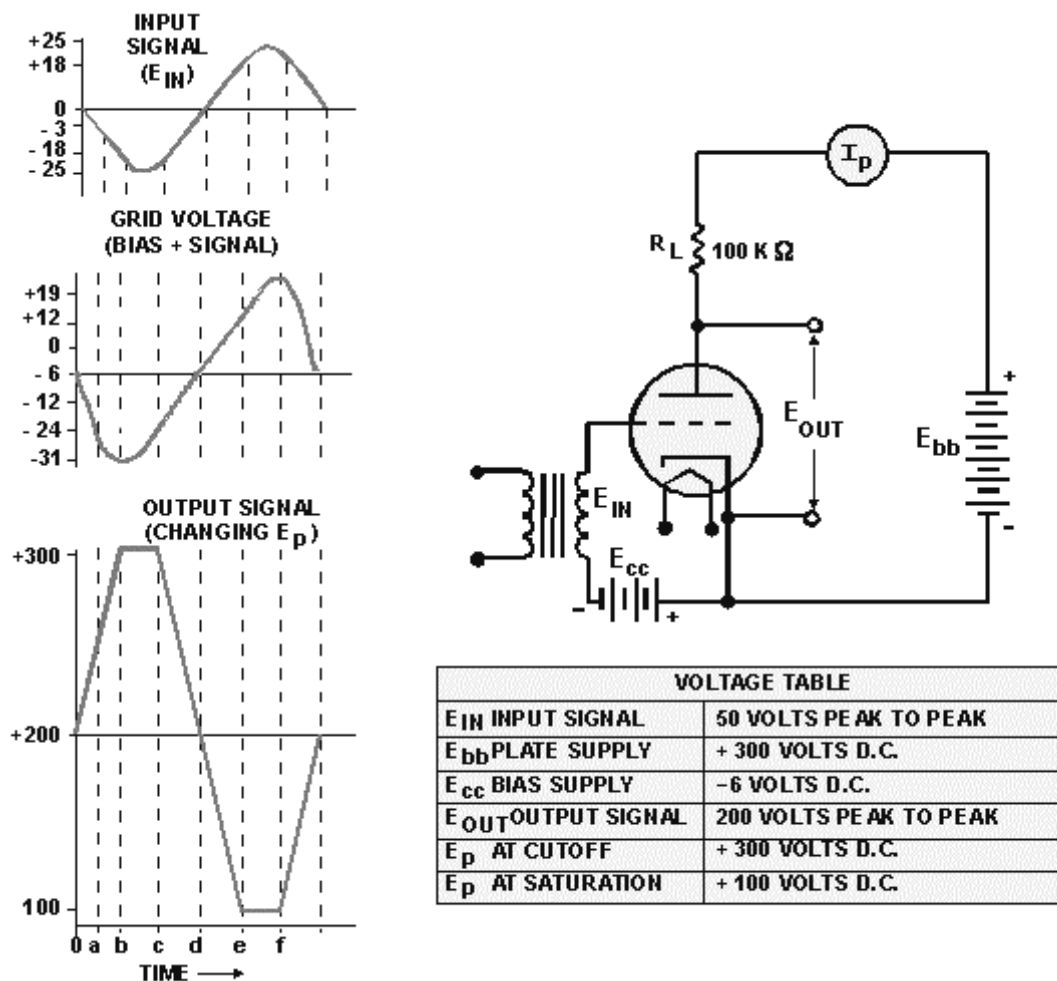 INPUT
SIGNAL
(E IN)
+25
+18
0
- 3
- 18
- 25
GRID VOLTAGE
(BIAS + SIGNAL)
+19
+12
0
- 6
- 12
- 24
-31
OUTPUT SIGNAL
(CHANGING Ep)
+300
+200
100
0 a b c d e f
TIME
Ip
RL 100 K Ω
EOUT
Ebb
+
-
EIN
Ecc
-
+
VOLTAGE TABLE
EIN INPUT SIGNAL 50 VOLTS PEAK TO PEAK
Ebb PLATE SUPPLY + 300 VOLTS D.C.
Ecc BIAS SUPPLY -6 VOLTS D.C.
EOUT OUTPUT SIGNAL 200 VOLTS PEAK TO PEAK
Ep AT CUTOFF + 300 VOLTS D.C.
Ep AT SATURATION + 100 VOLTS D.C.